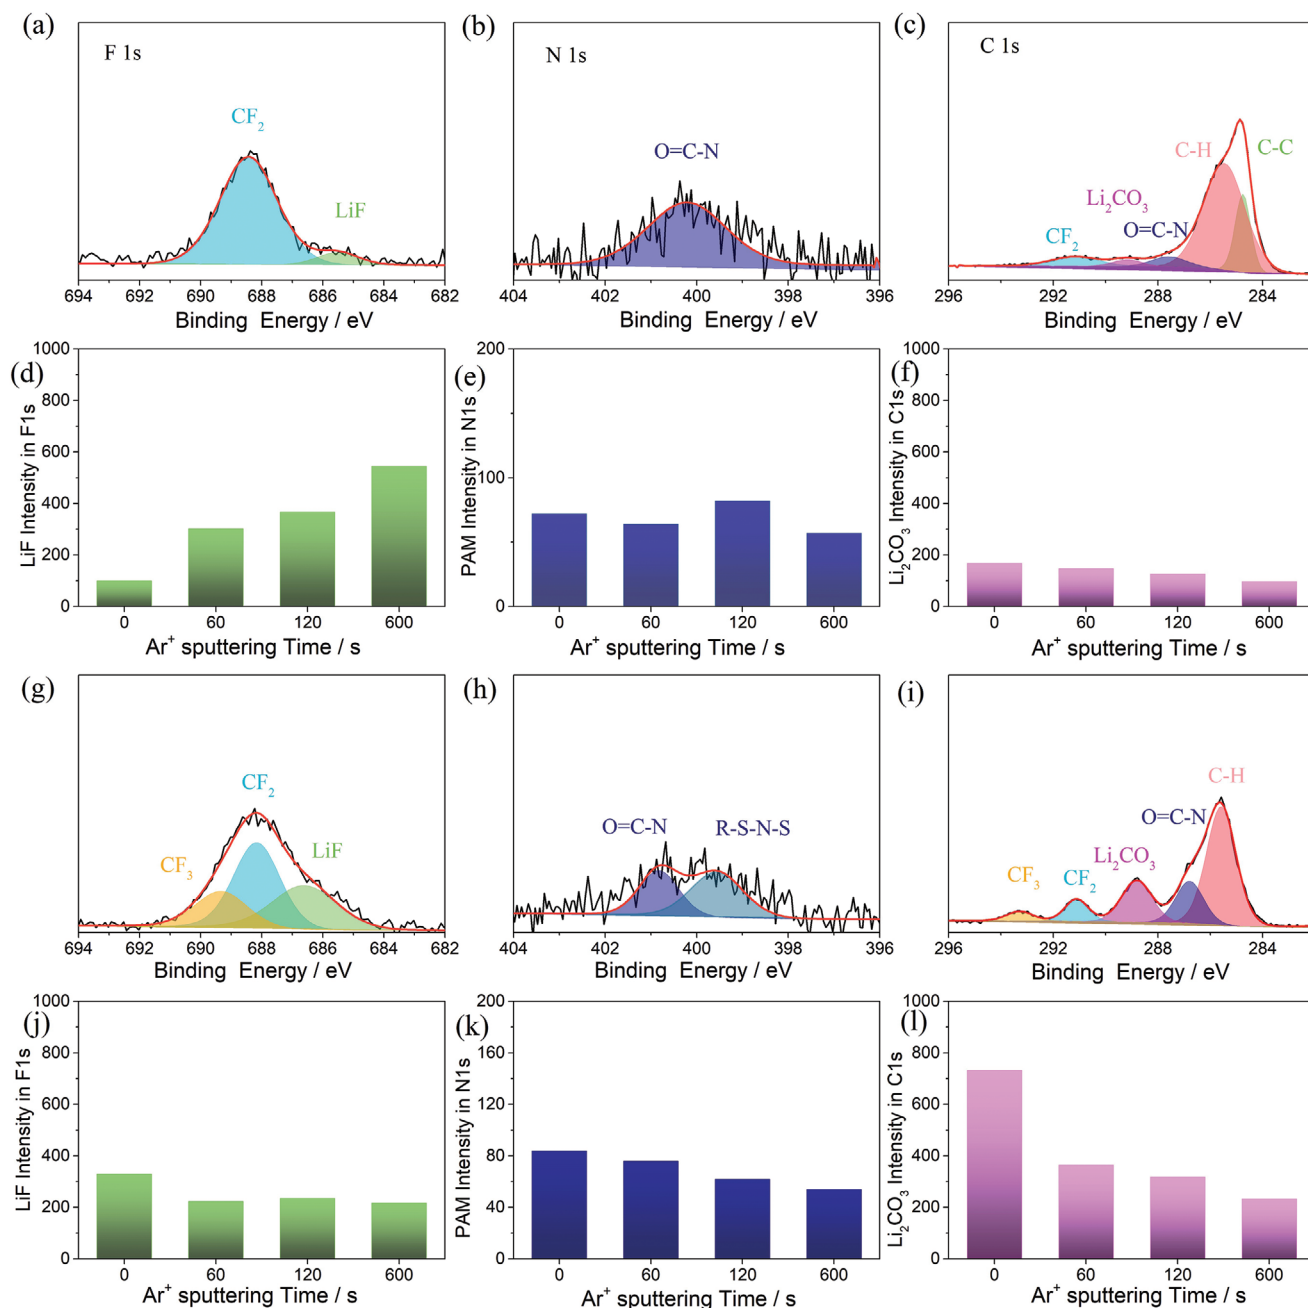 (a)
F 1s
CF2
LiF
694 692 690 688 686 684 682
Binding Energy / eV
(b)
N 1s
O=C-N
404 402 400 398 396
Binding Energy / eV
(c)
C 1s
C-H
C-C
Li2CO3
O=C-N
CF2
296 292 288 284
Binding Energy / eV
(d)
LiF Intensity in F1s
1000
800
600
400
200
0
0 60 120 600
Ar+ sputtering Time / s
(e)
PAM Intensity in N1s
200
100
0
0 60 120 600
Ar+ sputtering Time / s
(f)
Li2CO3 Intensity in C1s
1000
800
600
400
200
0
0 60 120 600
Ar+ sputtering Time / s
(g)
CF2
LiF
CF3
694 692 690 688 686 684 682
Binding Energy / eV
(h)
O=C-N
R-S-N-S
404 402 400 398 396
Binding Energy / eV
(i)
C-H
O=C-N
Li2CO3
CF2
CF3
296 292 288 284
Binding Energy / eV
(j)
LiF Intensity in F1s
1000
800
600
400
200
0
0 60 120 600
Ar+ sputtering Time / s
(k)
PAM Intensity in N1s
200
160
120
80
40
0
0 60 120 600
Ar+ sputtering Time / s
(l)
Li2CO3 Intensity in C1s
1000
800
600
400
200
0
0 60 120 600
Ar+ sputtering Time / s